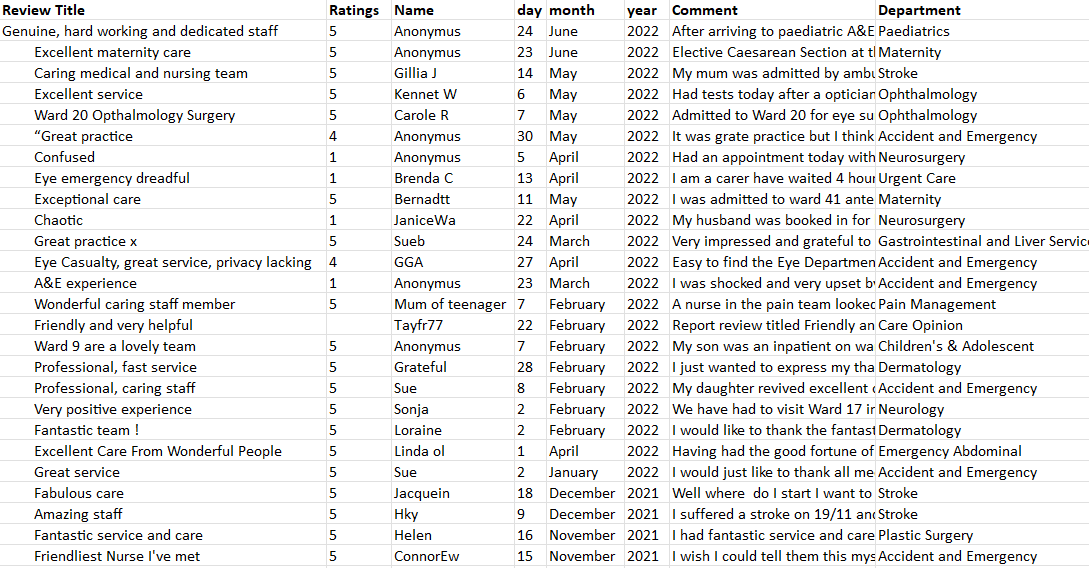 Review Title Ratings Name day month year Comment Department
Genuine, hard working and dedicated staff 5 Anonymus 24 June 2022 After arriving to paediatric A&E Paediatrics
Excellent maternity care 5 Anonymus 23 June 2022 Elective Caesarean Section at Maternity
Caring medical and nursing team 5 Gillia J 14 May 2022 My mum was admitted by Stroke
Excellent service 5 Kennet W 6 May 2022 Had tests today after a Ophthalmology
Ward 20 Opthalmology Surgery 5 Carole R 7 May 2022 Admitted to Ward 20 for eye Ophthalmology
“Great practice 4 Anonymus 30 May 2022 It was grate practice but I think Accident and Emergency
Confused 1 Anonymus 5 April 2022 Had an appointment today with Neurosurgery
Eye emergency dreadful 1 Brenda C 13 April 2022 I am a carer have waited 4 Urgent Care
Exceptional care 5 Bernadtt 11 May 2022 I was admitted to ward 41 Maternity
Chaotic 1 JaniceWa 22 April 2022 My husband was booked in for Neurosurgery
Great practice x 5 Sueb 24 March 2022 Very impressed and grateful to Gastrointestinal and Liver
Eye Casualty, great service, privacy lacking 4 GGA 27 April 2022 Easy to find the Eye Accident and Emergency
A&E experience 1 Anonymus 23 March 2022 I was shocked and very upset Accident and Emergency
Wonderful caring staff member 5 Mum of teenager 7 February 2022 A nurse in the pain team looked Pain Management
Friendly and very helpful Tayfr77 22 February 2022 Report review titled Friendly Care Opinion
Ward 9 are a lovely team 5 Anonymus 7 February 2022 My son was an inpatient on Children's & Adolescent
Professional, fast service 5 Grateful 28 February 2022 I just wanted to express my Dermatology
Professional, caring staff 5 Sue 8 February 2022 My daughter revived excellent Accident and Emergency
Very positive experience 5 Sonja 2 February 2022 We have had to visit Ward 17 Neurology
Fantastic team ! 5 Loraine 2 February 2022 I would like to thank the Dermatology
Excellent Care From Wonderful People 5 Linda ol 1 April 2022 Having had the good fortune of Emergency Abdominal
Great service 5 Sue 2 January 2022 I would just like to thank all Accident and Emergency
Fabulous care 5 Jacquein 18 December 2021 Well where do I start I want to Stroke
Amazing staff 5 Hky 9 December 2021 I suffered a stroke on 19/11 Stroke
Fantastic service and care 5 Helen 16 November 2021 I had fantastic service and care Plastic Surgery
Friendliest Nurse I've met 5 ConnorEw 15 November 2021 I wish I could tell them this Accident and Emergency